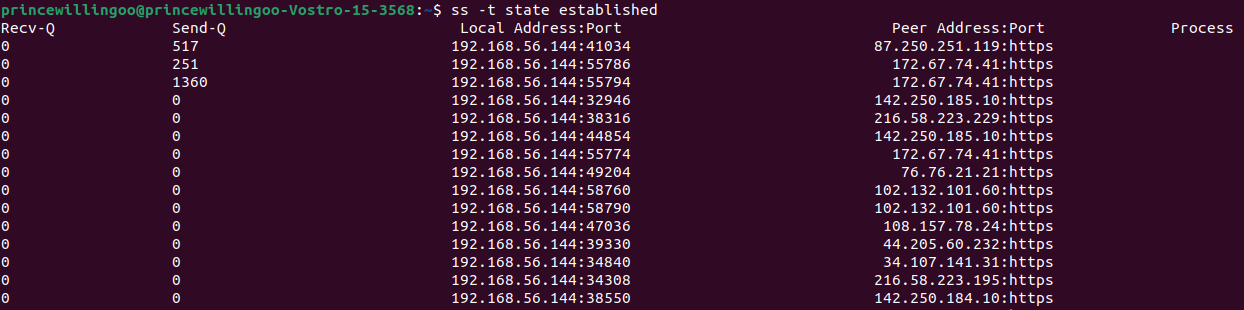 princewillingoo@princewillingoo-Vostro-15-3568:~$ ss -t state established
Recv-Q Send-Q Local Address:Port Peer Address:Port Process
0 517 192.168.56.144:41034 87.250.251.119:https
0 251 192.168.56.144:55786 172.67.74.41:https
0 1360 192.168.56.144:55794 172.67.74.41:https
0 0 192.168.56.144:32946 142.250.185.10:https
0 0 192.168.56.144:38316 216.58.223.229:https
0 0 192.168.56.144:44854 142.250.185.10:https
0 0 192.168.56.144:55774 172.67.74.41:https
0 0 192.168.56.144:49204 76.76.21.21:https
0 0 192.168.56.144:58760 102.132.101.60:https
0 0 192.168.56.144:58790 102.132.101.60:https
0 0 192.168.56.144:47036 108.157.78.24:https
0 0 192.168.56.144:39330 44.205.60.232:https
0 0 192.168.56.144:34840 34.107.141.31:https
0 0 192.168.56.144:34308 216.58.223.195:https
0 0 192.168.56.144:38550 142.250.184.10:https